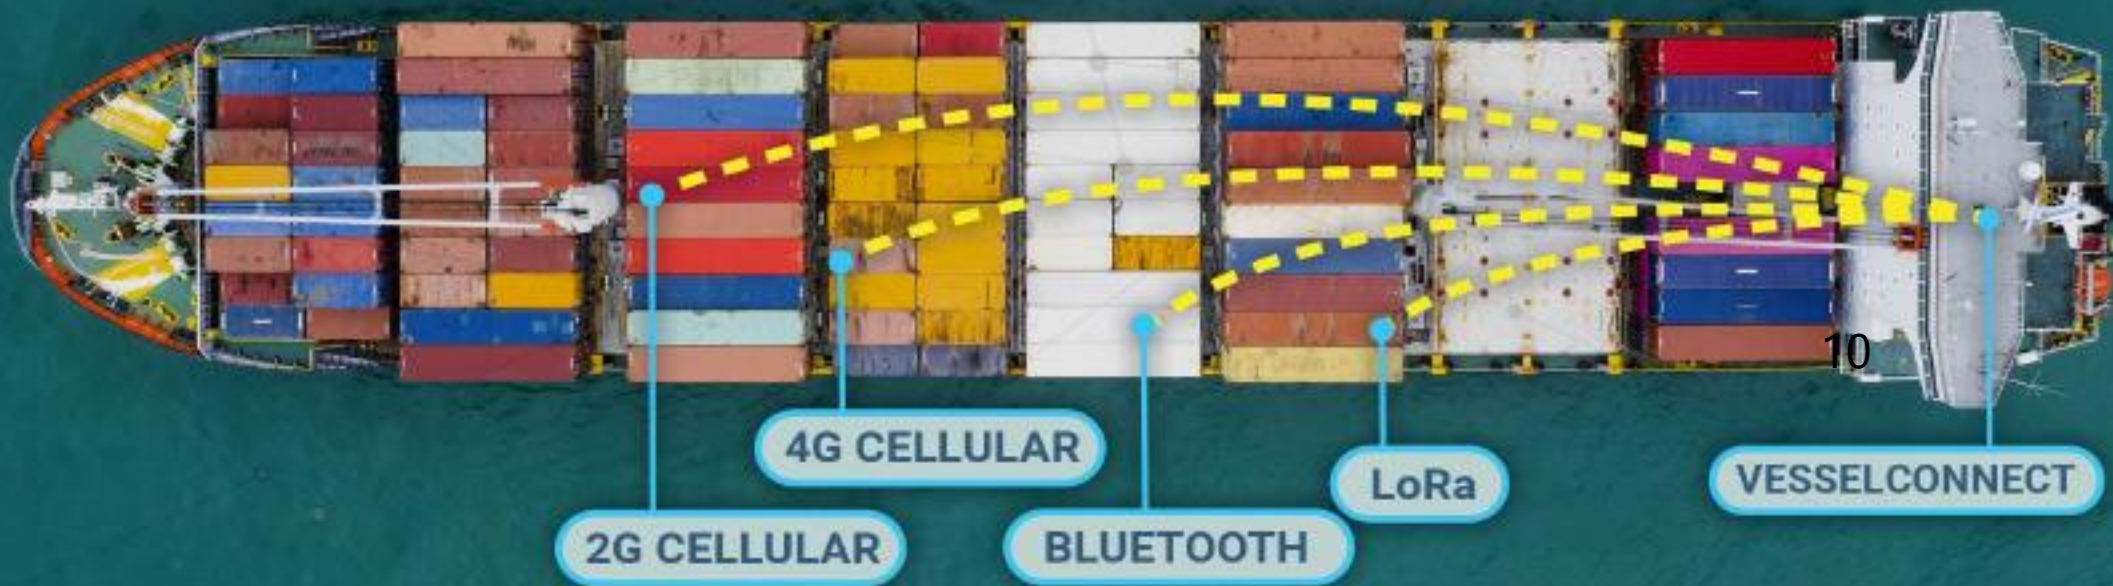 10
4G CELLULAR
LoRa
VESSELCONNECT
2G CELLULAR
BLUETOOTH